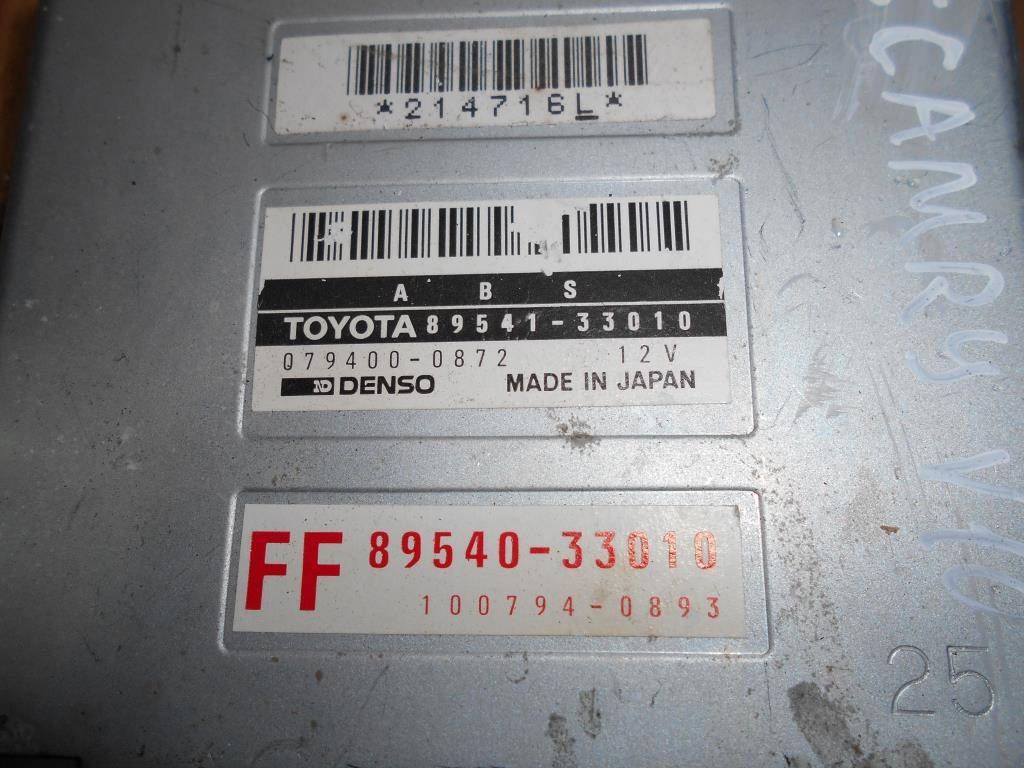 *214716L*
A B S
TOYOTA 89541-33010
079400-0872 12V
ND DENSO MADE IN JAPAN
FF 89540-33010
100794-0893
CAMRY-V10
25